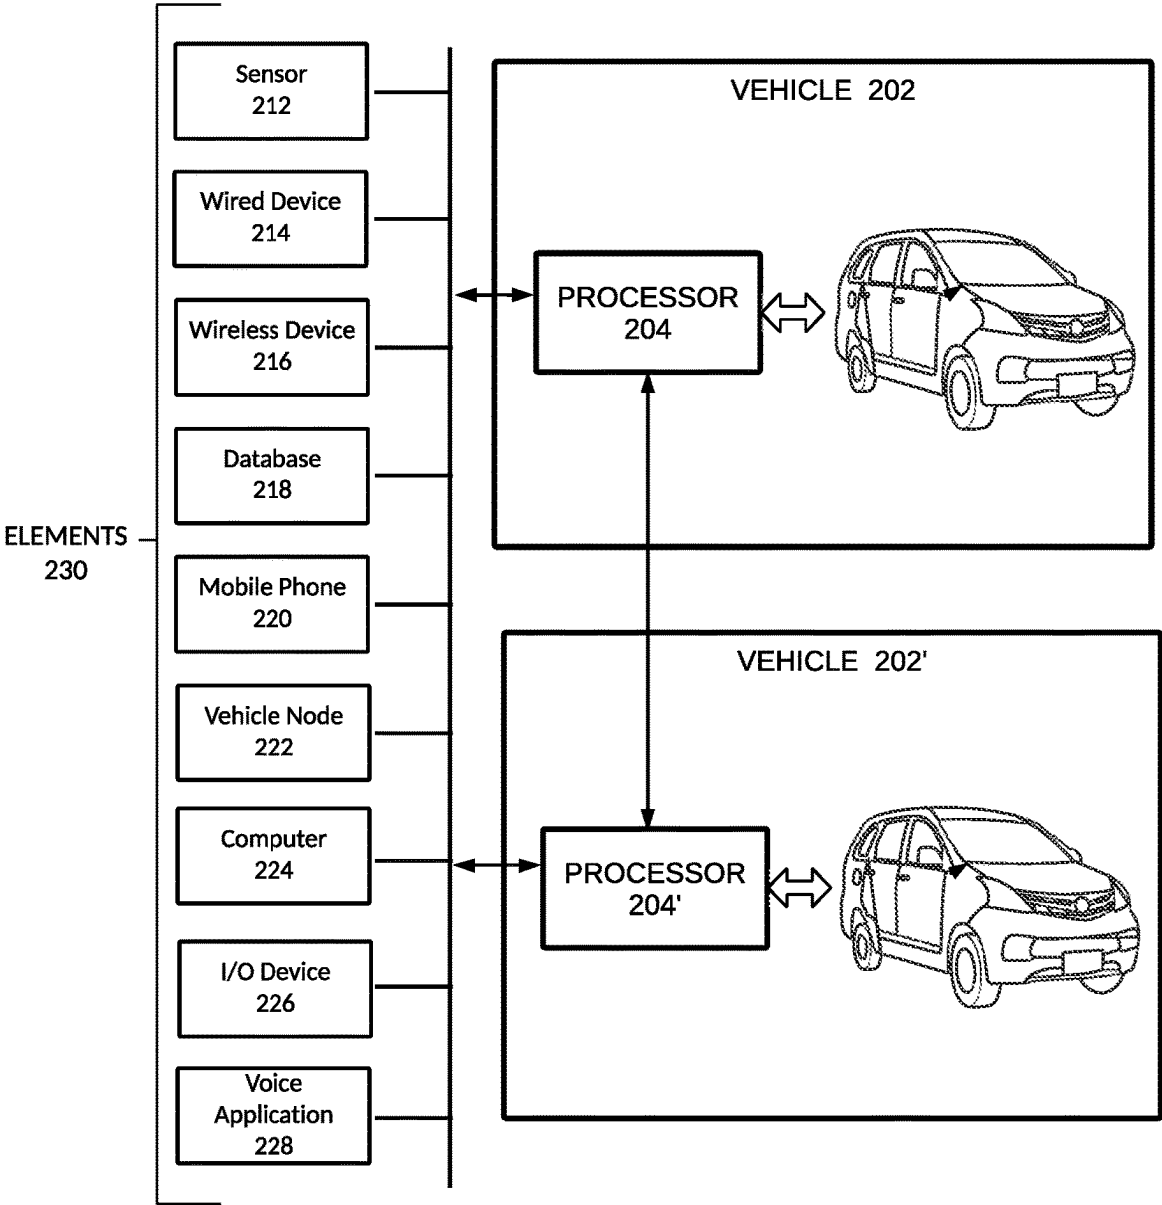 ELEMENTS
230
Sensor
212
Wired Device
214
Wireless Device
216
Database
218
Mobile Phone
220
Vehicle Node
222
Computer
224
I/O Device
226
Voice
Application
228
VEHICLE 202
PROCESSOR
204
VEHICLE 202'
PROCESSOR
204'